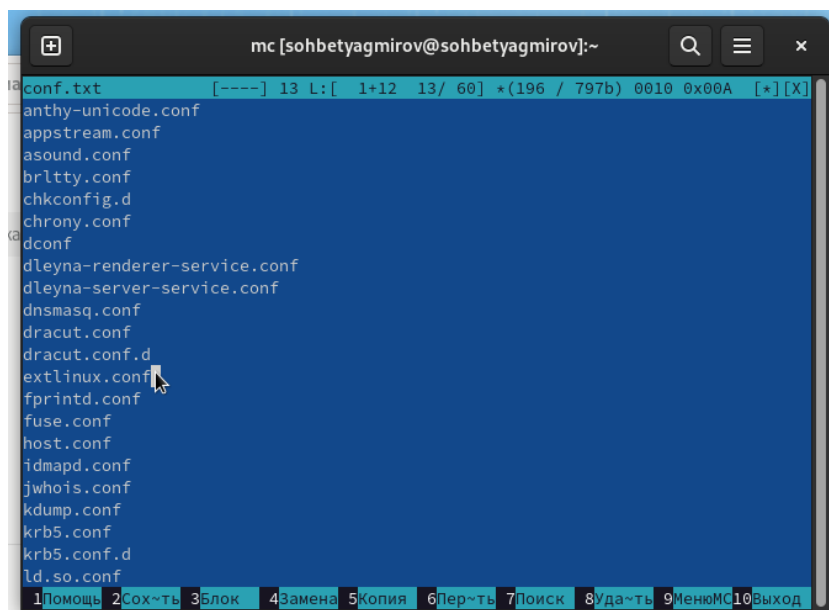 mc [sohbetyagmirov@sohbetyagmirov]:~
conf.txt [----] 13 L:[ 1+12 13/ 60] *(196 / 797b) 0010 0x00A [*][X]
anthy-unicode.conf
appstream.conf
asound.conf
brltty.conf
chkconfig.d
chrony.conf
dconf
dleyna-renderer-service.conf
dleyna-server-service.conf
dnsmasq.conf
dracut.conf
dracut.conf.d
extlinux.conf
fprintd.conf
fuse.conf
host.conf
idmapd.conf
jwhois.conf
kdump.conf
krb5.conf
krb5.conf.d
ld.so.conf
1Помощь 2Сох~ть 3Блок 4Замена 5Копия 6Пер~ть 7Поиск 8Уда~ть 9МенюMC10Выход